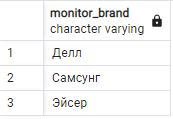 monitor_brand
character varying
1 Делл
2 Самсунг
3 Эйсер